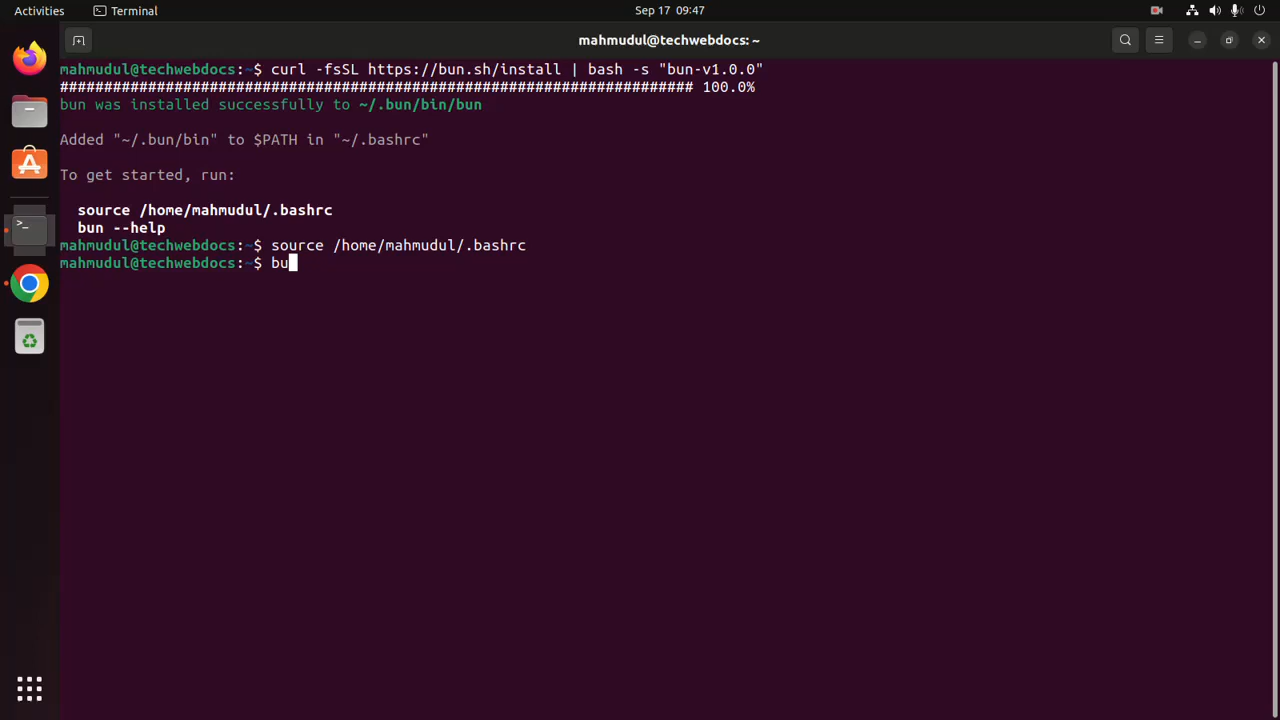 Activities Terminal Sep 17 09:47
mahmudul@techwebdocs: ~
mahmudul@techwebdocs:~$ curl -fsSL https://bun.sh/install | bash -s "bun-v1.0.0"
######################################################################## 100.0%
bun was installed successfully to ~/.bun/bin/bun
Added "~/.bun/bin" to $PATH in "~/.bashrc"
To get started, run:
source /home/mahmudul/.bashrc
bun --help
mahmudul@techwebdocs:~$ source /home/mahmudul/.bashrc
mahmudul@techwebdocs:~$ bu